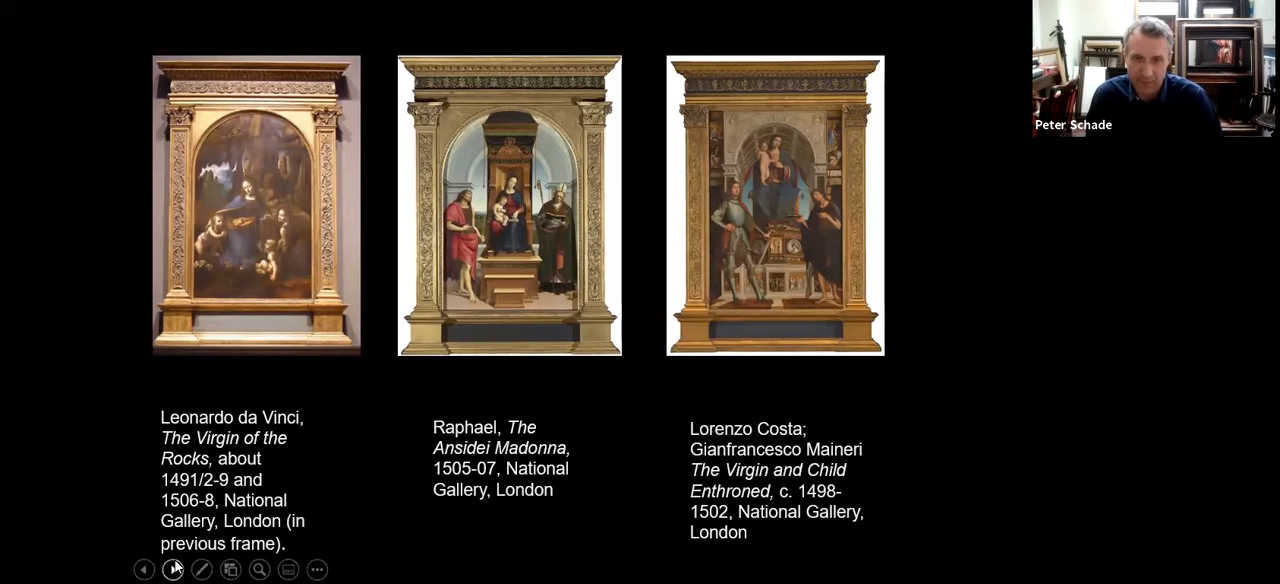 Peter Schade
Leonardo da Vinci,
The Virgin of the
Rocks, about
1491/2-9 and
1506-8, National
Gallery, London (in
previous frame).
Raphael, The
Ansidei Madonna,
1505-07, National
Gallery, London
Lorenzo Costa;
Gianfrancesco Maineri
The Virgin and Child
Enthroned, c. 1498-
1502, National Gallery,
London